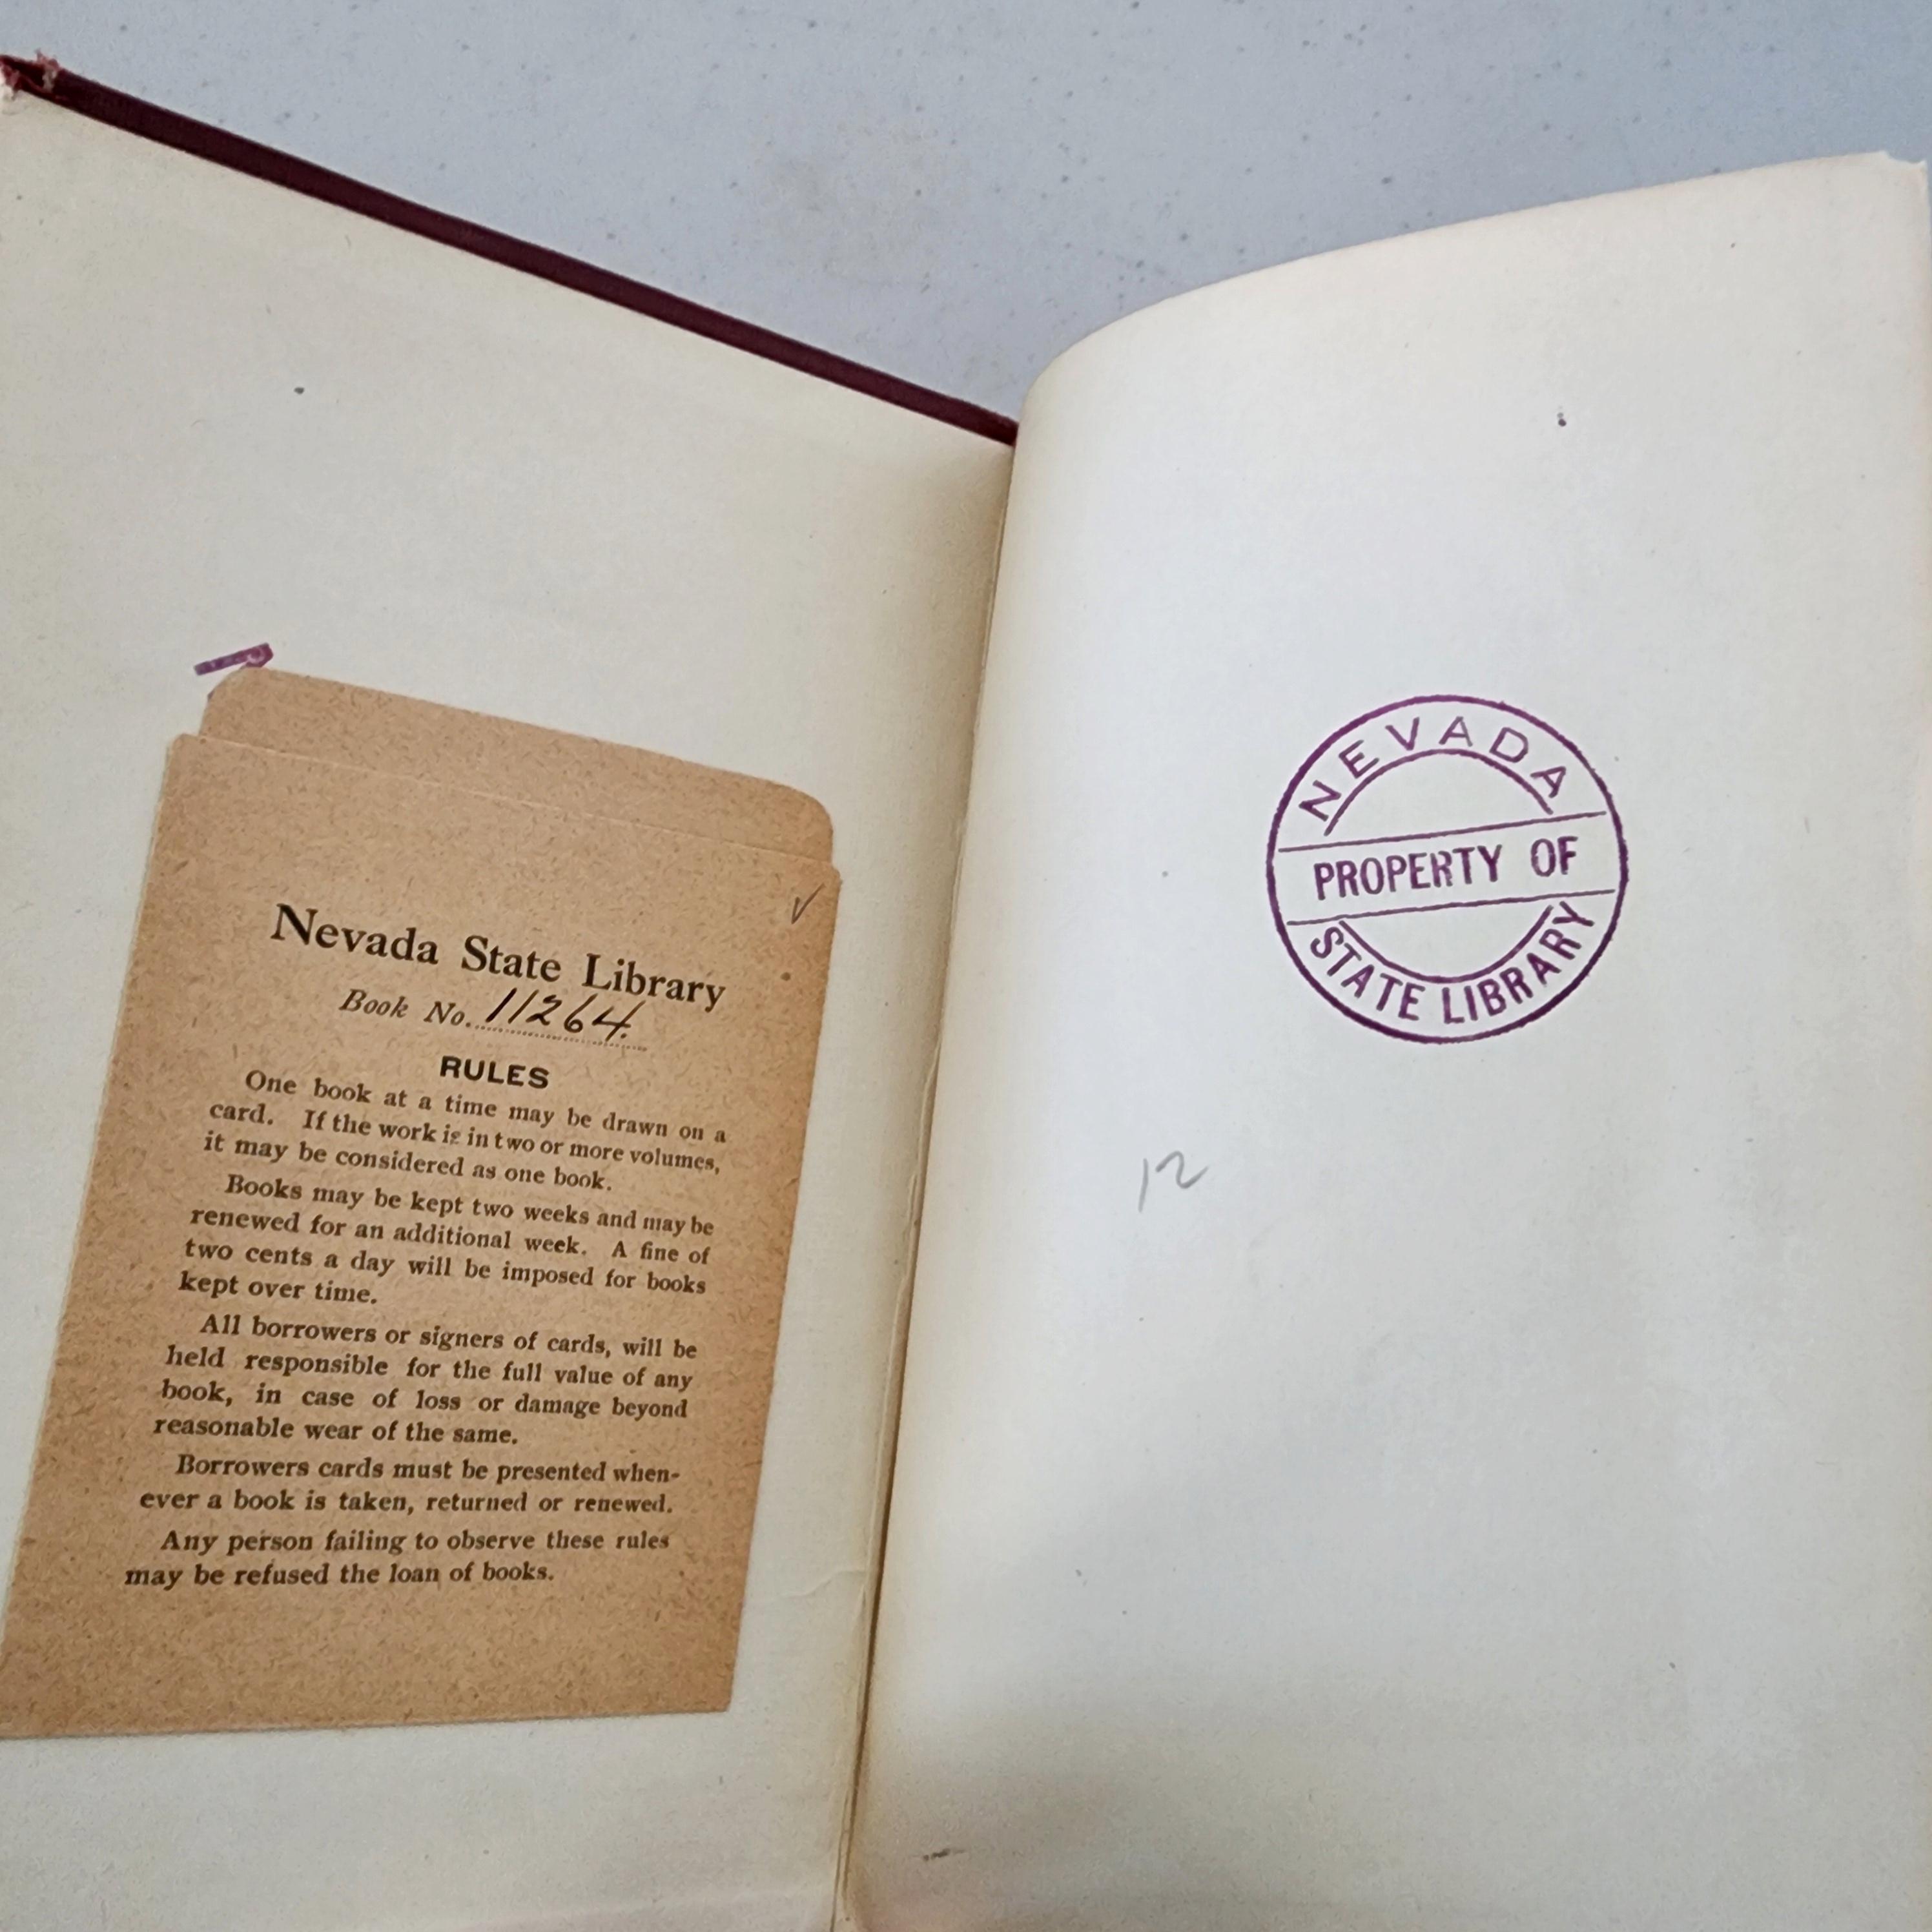 Nevada State Library
Book No. 11264.
RULES
One book at a time may be drawn on a
card. If the work is in two or more volumes,
it may be considered as one book.
Books may be kept two weeks and may be
renewed for an additional week. A fine of
two cents a day will be imposed for books
kept over time.
All borrowers or signers of cards, will be
held responsible for the full value of any
book, in case of loss or damage beyond
reasonable wear of the same.
Borrowers cards must be presented when-
ever a book is taken, returned or renewed.
Any person failing to observe these rules
may be refused the loan of books.
NEVADA
PROPERTY OF
STATE LIBRARY
12